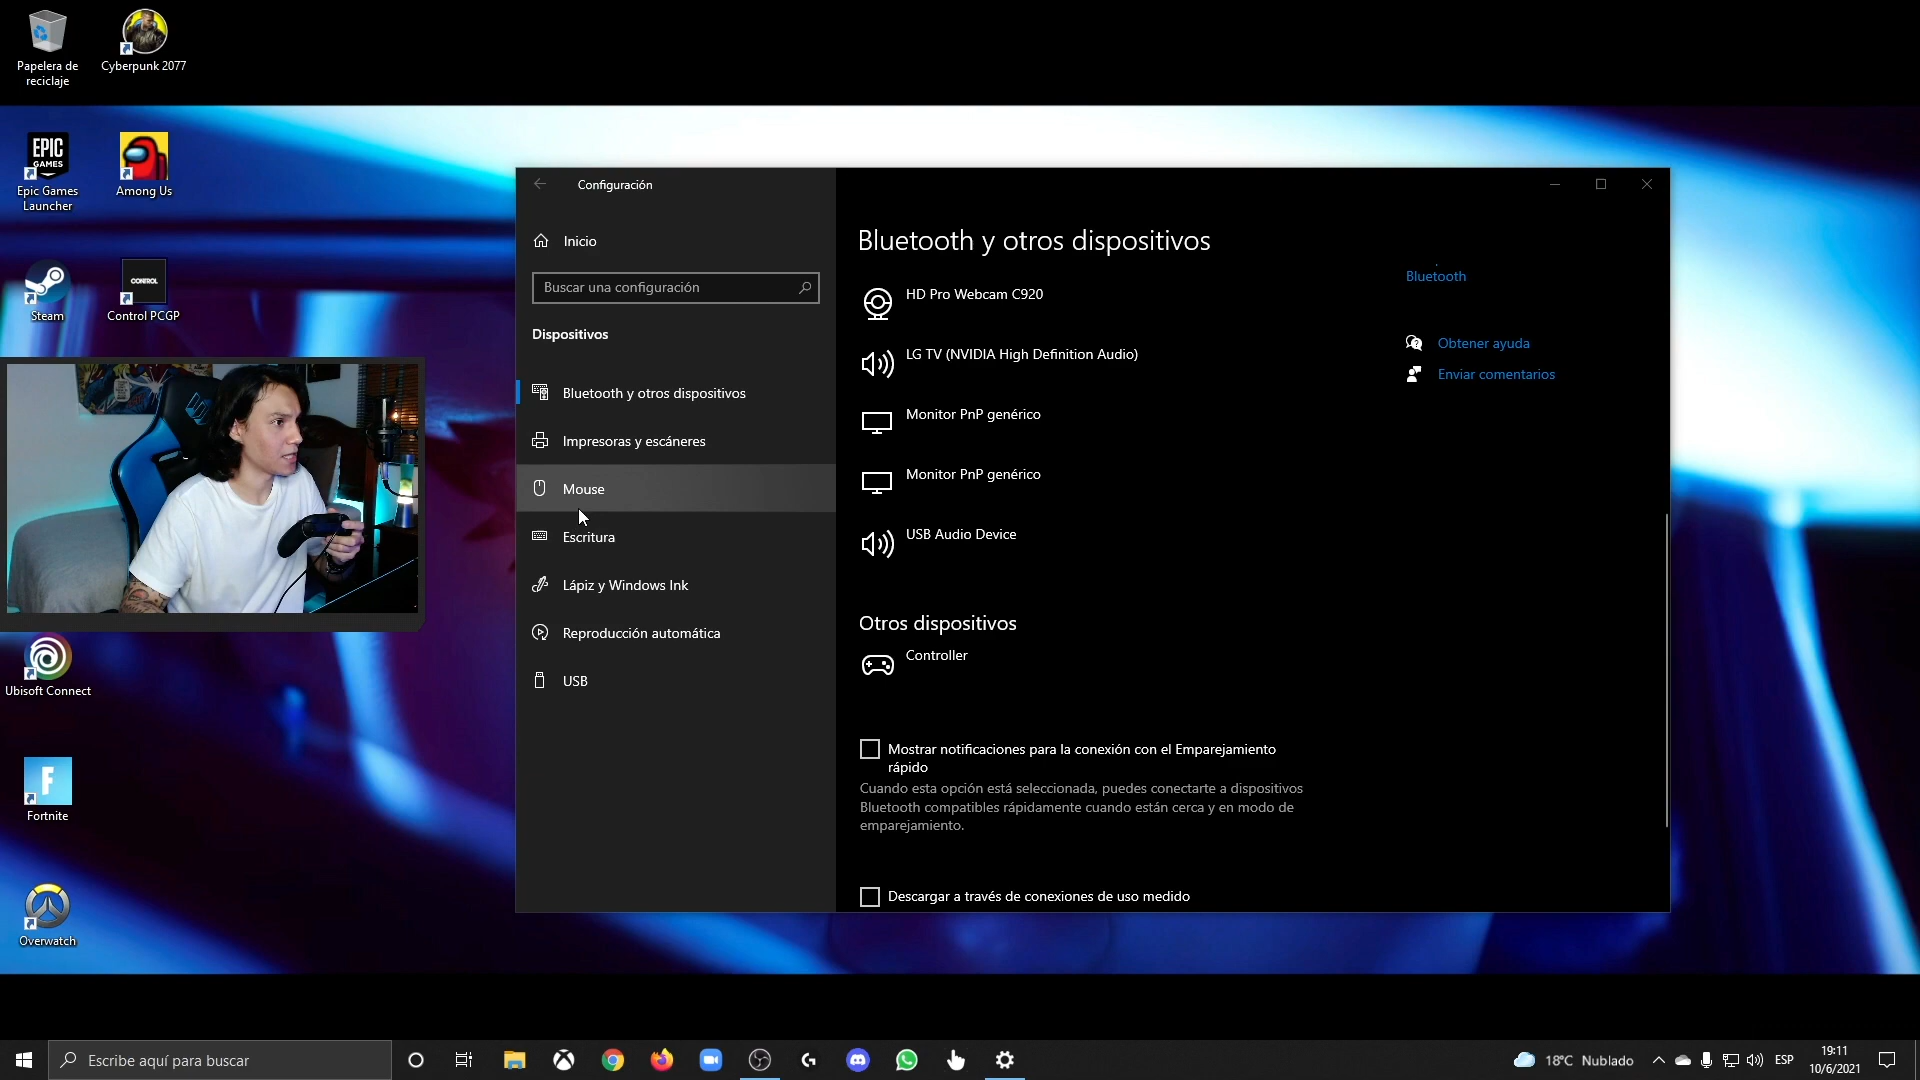 Papelera de
reciclaje
Cyberpunk 2077
EPIC
GAMES
Epic Games
Launcher
Among Us
Steam
CONTROL
Control PCGP
Ubisoft Connect
F
Fortnite
Overwatch
Configuración
Inicio
Buscar una configuración
Dispositivos
Bluetooth y otros dispositivos
Impresoras y escáneres
Mouse
Escritura
Lápiz y Windows Ink
Reproducción automática
USB
Bluetooth y otros dispositivos
HD Pro Webcam C920
LG TV (NVIDIA High Definition Audio)
Monitor PnP genérico
Monitor PnP genérico
USB Audio Device
Otros dispositivos
Controller
Mostrar notificaciones para la conexión con el Emparejamiento
rápido
Cuando esta opción está seleccionada, puedes conectarte a dispositivos
Bluetooth compatibles rápidamente cuando están cerca y en modo de
emparejamiento.
Descargar a través de conexiones de uso medido
Bluetooth
Obtener ayuda
Enviar comentarios
Escribe aquí para buscar
18°C Nublado
ESP
19:11
10/6/2021